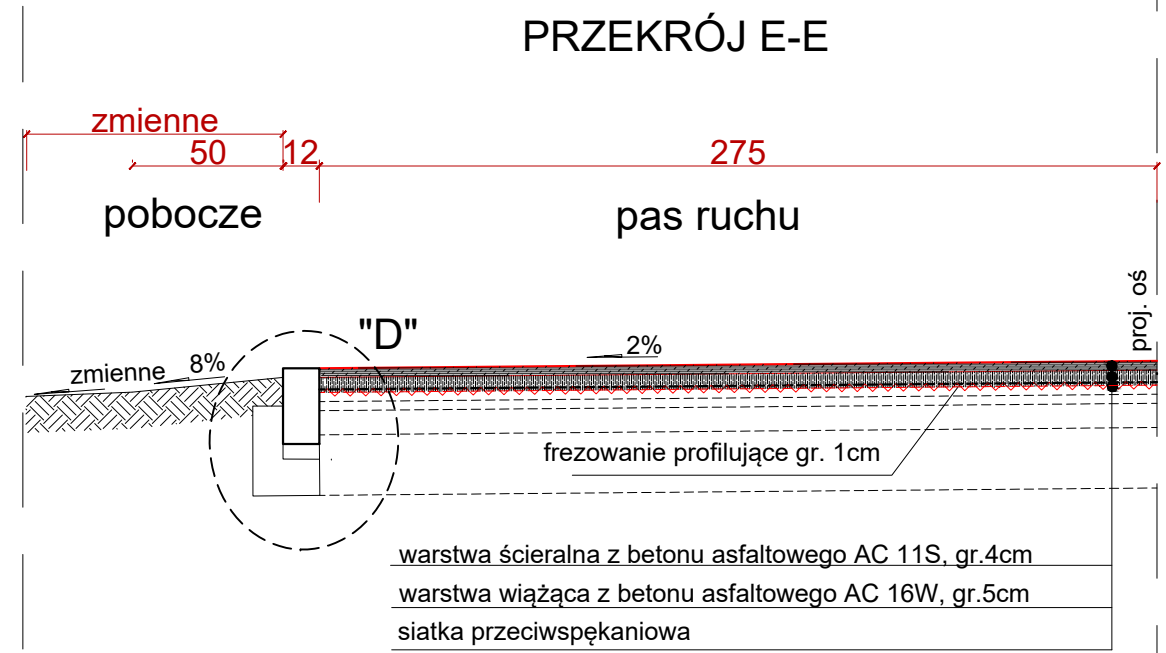 PRZEKRÓJ E-E
zmienne
50
12
275
pobocze
pas ruchu
proj. oś
"D"
2%
zmienne
8%
frezowanie profilujące gr. 1cm
warstwa ścieralna z betonu asfaltowego AC 11S, gr.4cm
warstwa wiążąca z betonu asfaltowego AC 16W, gr.5cm
siatka przeciwspękaniowa